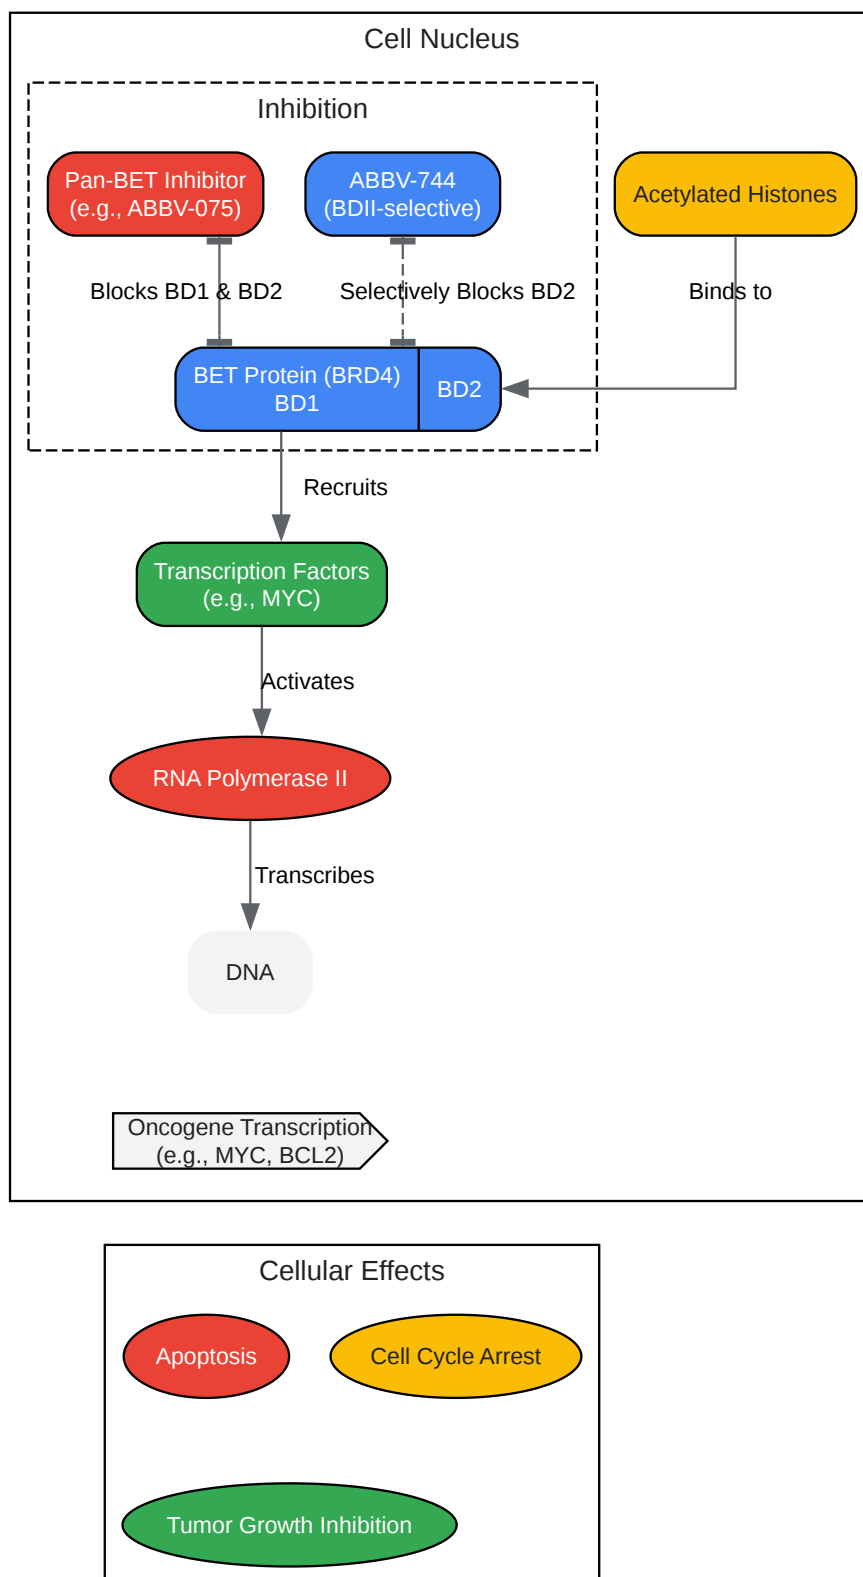 Cell Nucleus
Inhibition
Pan-BET Inhibitor
(e.g., ABBV-075)
ABBV-744
(BDII-selective)
Acetylated Histones
Blocks BD1 & BD2
Selectively Blocks BD2
Binds to
BET Protein (BRD4)
BD1
BD2
Recruits
Transcription Factors
(e.g., MYC)
Activates
RNA Polymerase II
Transcribes
DNA
Oncogene Transcription
(e.g., MYC, BCL2)
Cellular Effects
Apoptosis
Cell Cycle Arrest
Tumor Growth Inhibition